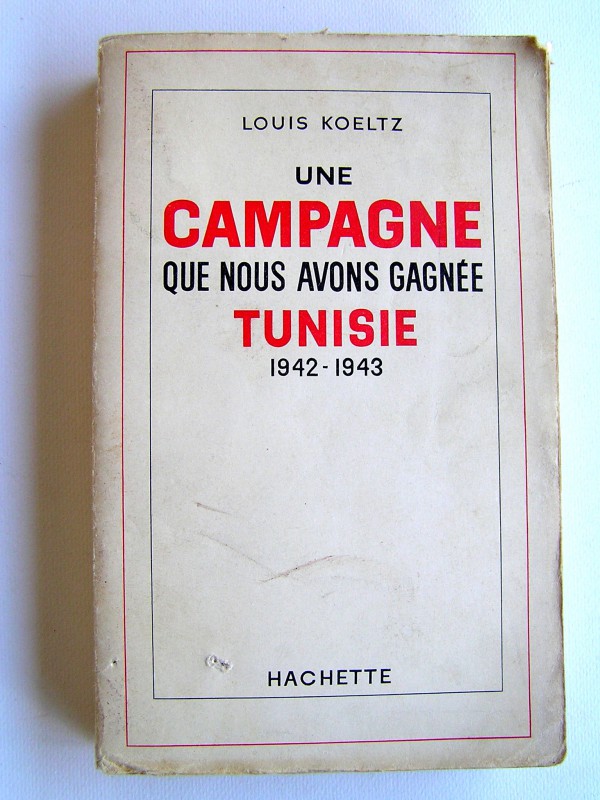 LOUIS KOELTZ
UNE
CAMPAGNE
QUE NOUS AVONS GAGNÉE
TUNISIE
1942-1943
HACHETTE